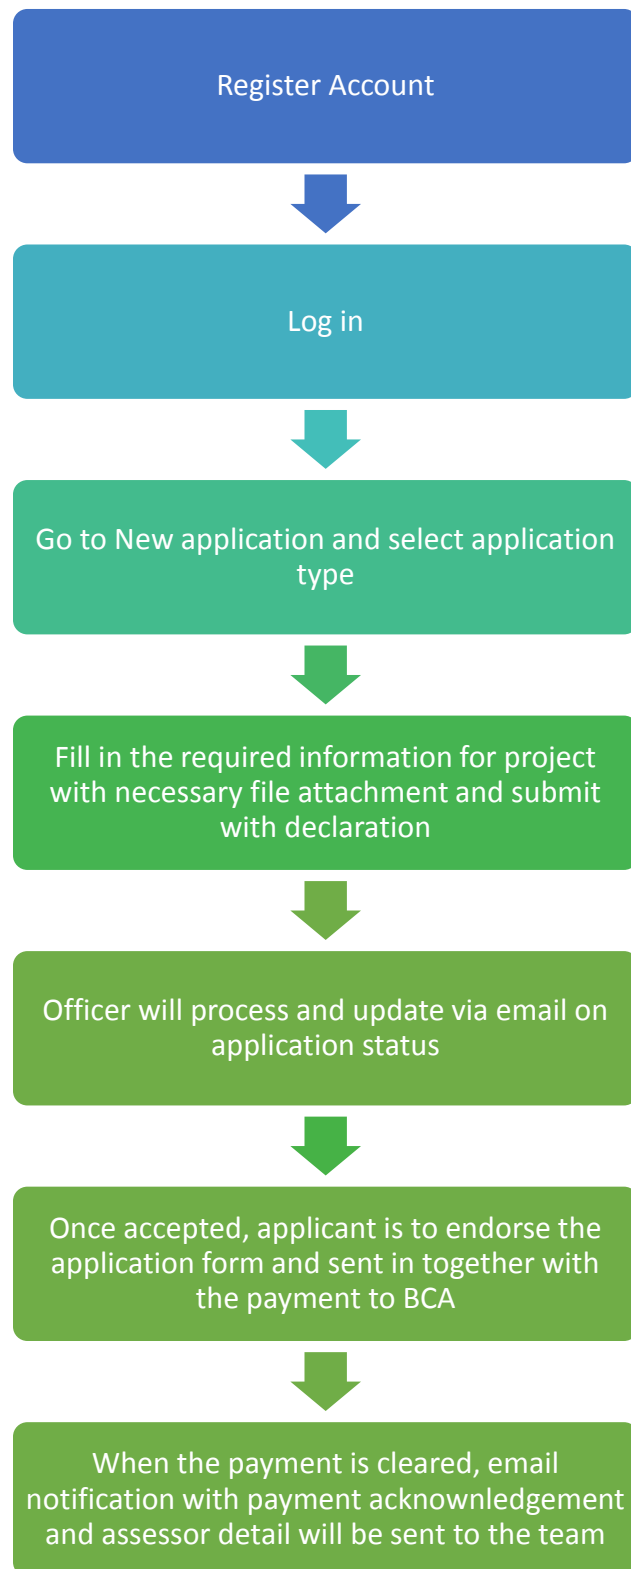 Register Account
Log in
Go to New application and select application
type
Fill in the required information for project
with necessary file attachment and submit
with declaration
Officer will process and update via email on
application status
Once accepted, applicant is to endorse the
application form and sent in together with
the payment to BCA
When the payment is cleared, email
notification with payment acknownledgement
and assessor detail will be sent to the team